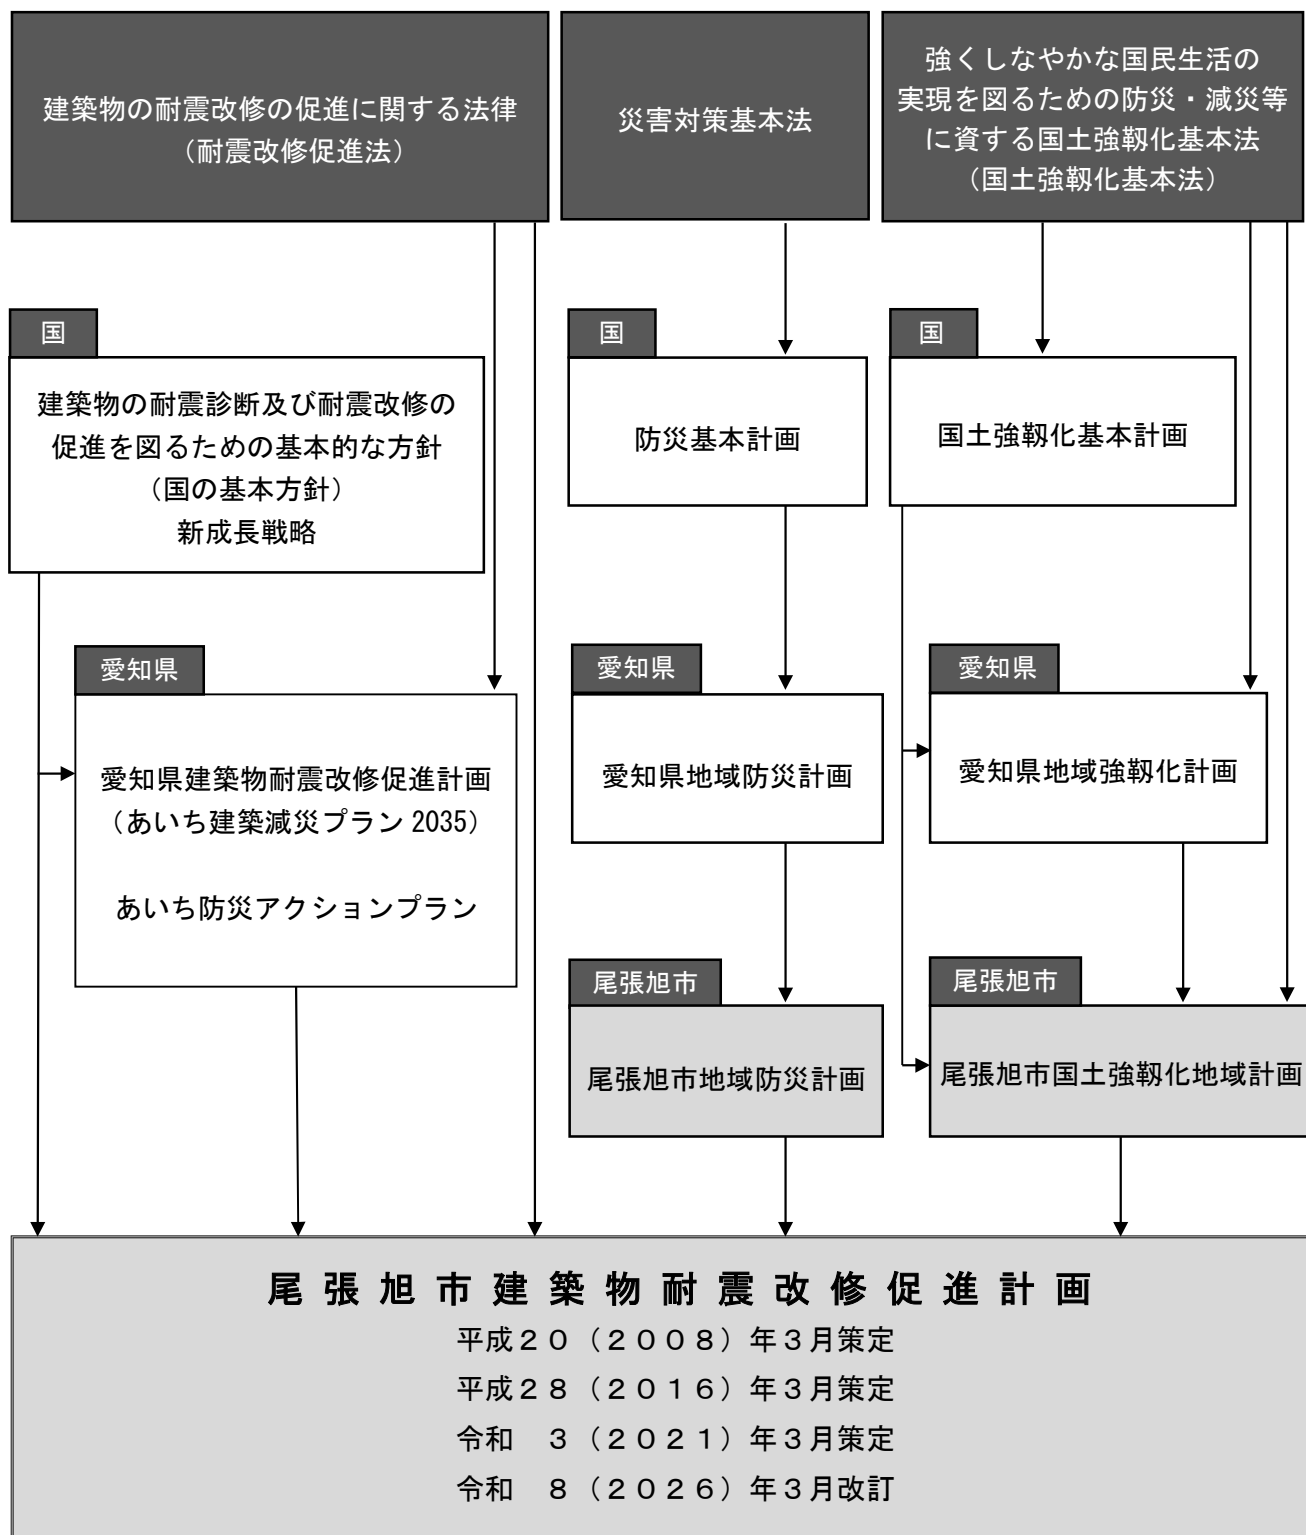 建築物の耐震改修の促進に関する法律
（耐震改修促進法）
災害対策基本法
強くしなやかな国民生活の
実現を図るための防災・減災等
に資する国土強靱化基本法
（国土強靱化基本法）
国
建築物の耐震診断及び耐震改修の
促進を図るための基本的な方針
（国の基本方針）
新成長戦略
国
防災基本計画
国
国土強靱化基本計画
愛知県
愛知県建築物耐震改修促進計画
（あいち建築減災プラン 2035）
あいち防災アクションプラン
愛知県
愛知県地域防災計画
愛知県
愛知県地域強靱化計画
尾張旭市
尾張旭市地域防災計画
尾張旭市
尾張旭市国土強靱化地域計画
尾張旭市建築物耐震改修促進計画
平成２０（２００８）年３月策定
平成２８（２０１６）年３月策定
令和　３（２０２１）年３月策定
令和　８（２０２６）年３月改訂